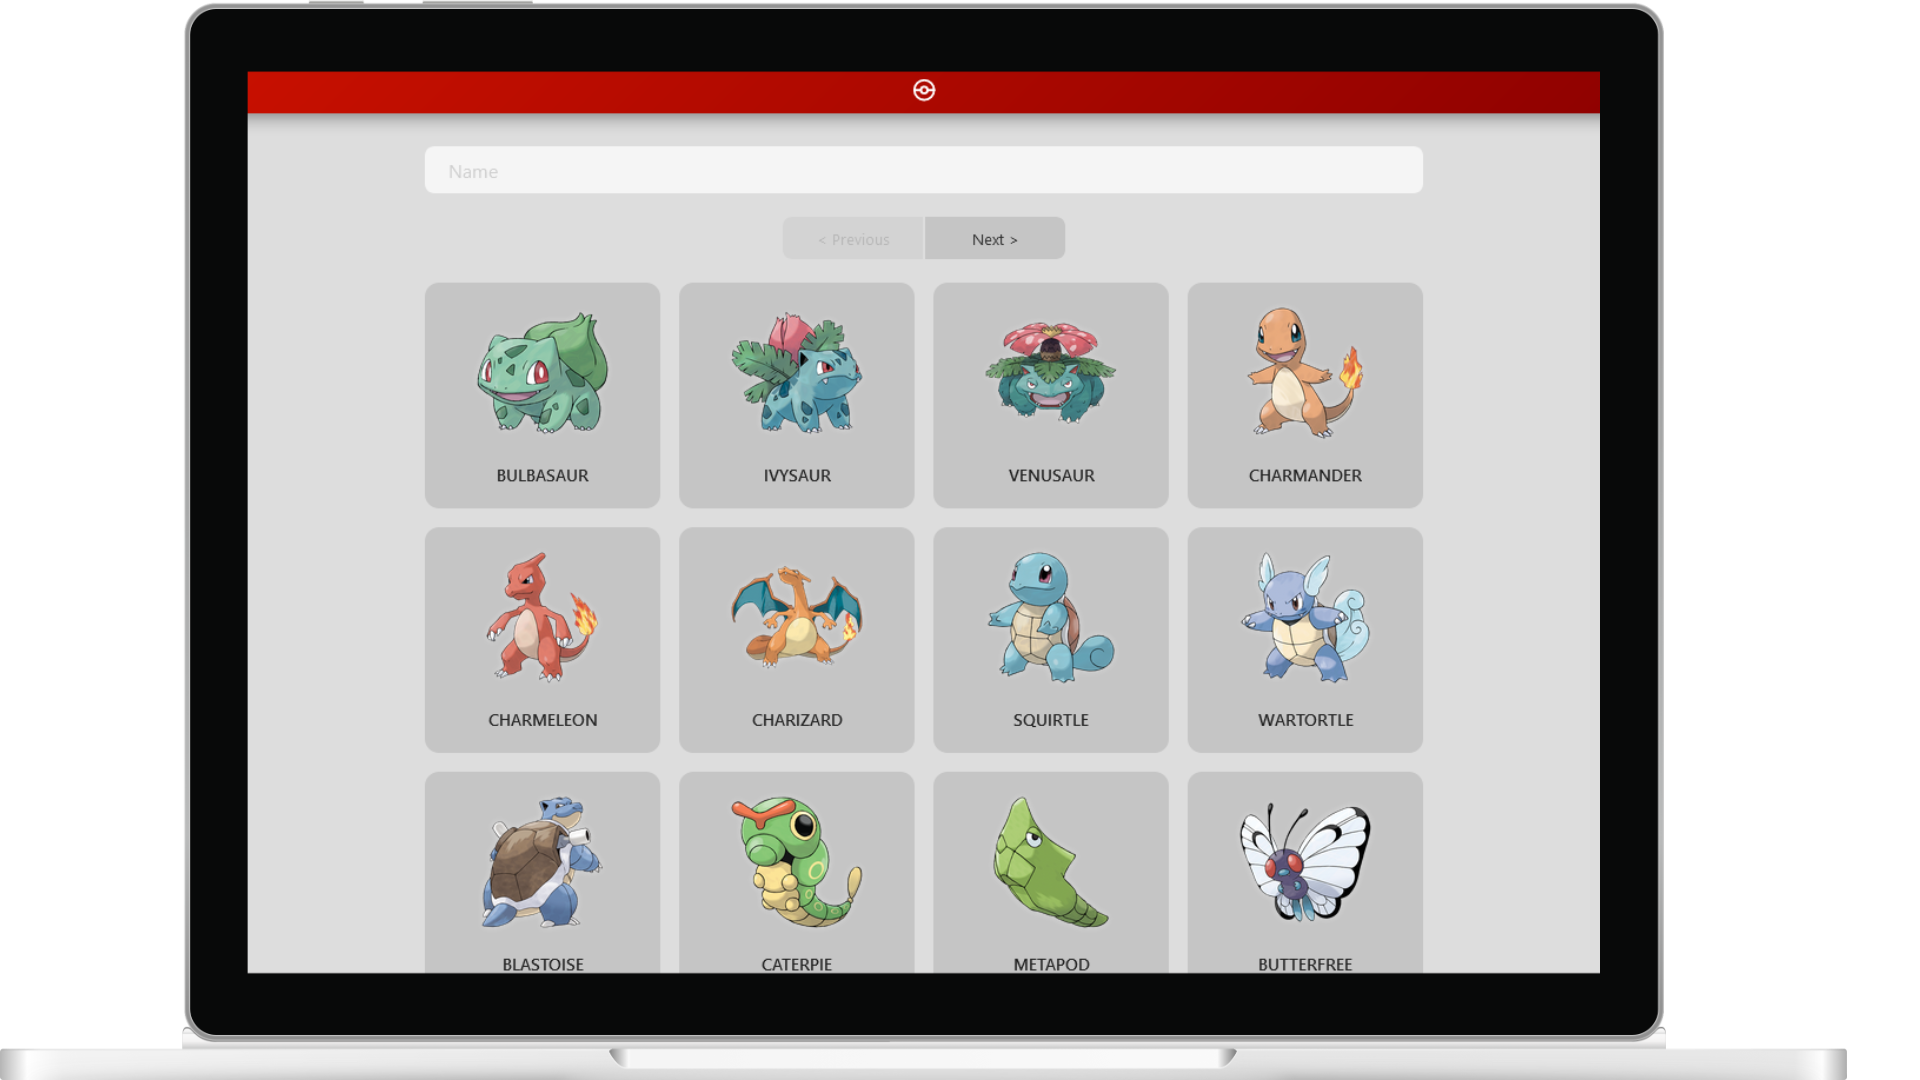 Name
< Previous Next >
BULBASAUR IVYSAUR VENUSAUR CHARMANDER
CHARMELEON CHARIZARD SQUIRTLE WARTORTLE
BLASTOISE CATERPIE METAPOD BUTTERFREE